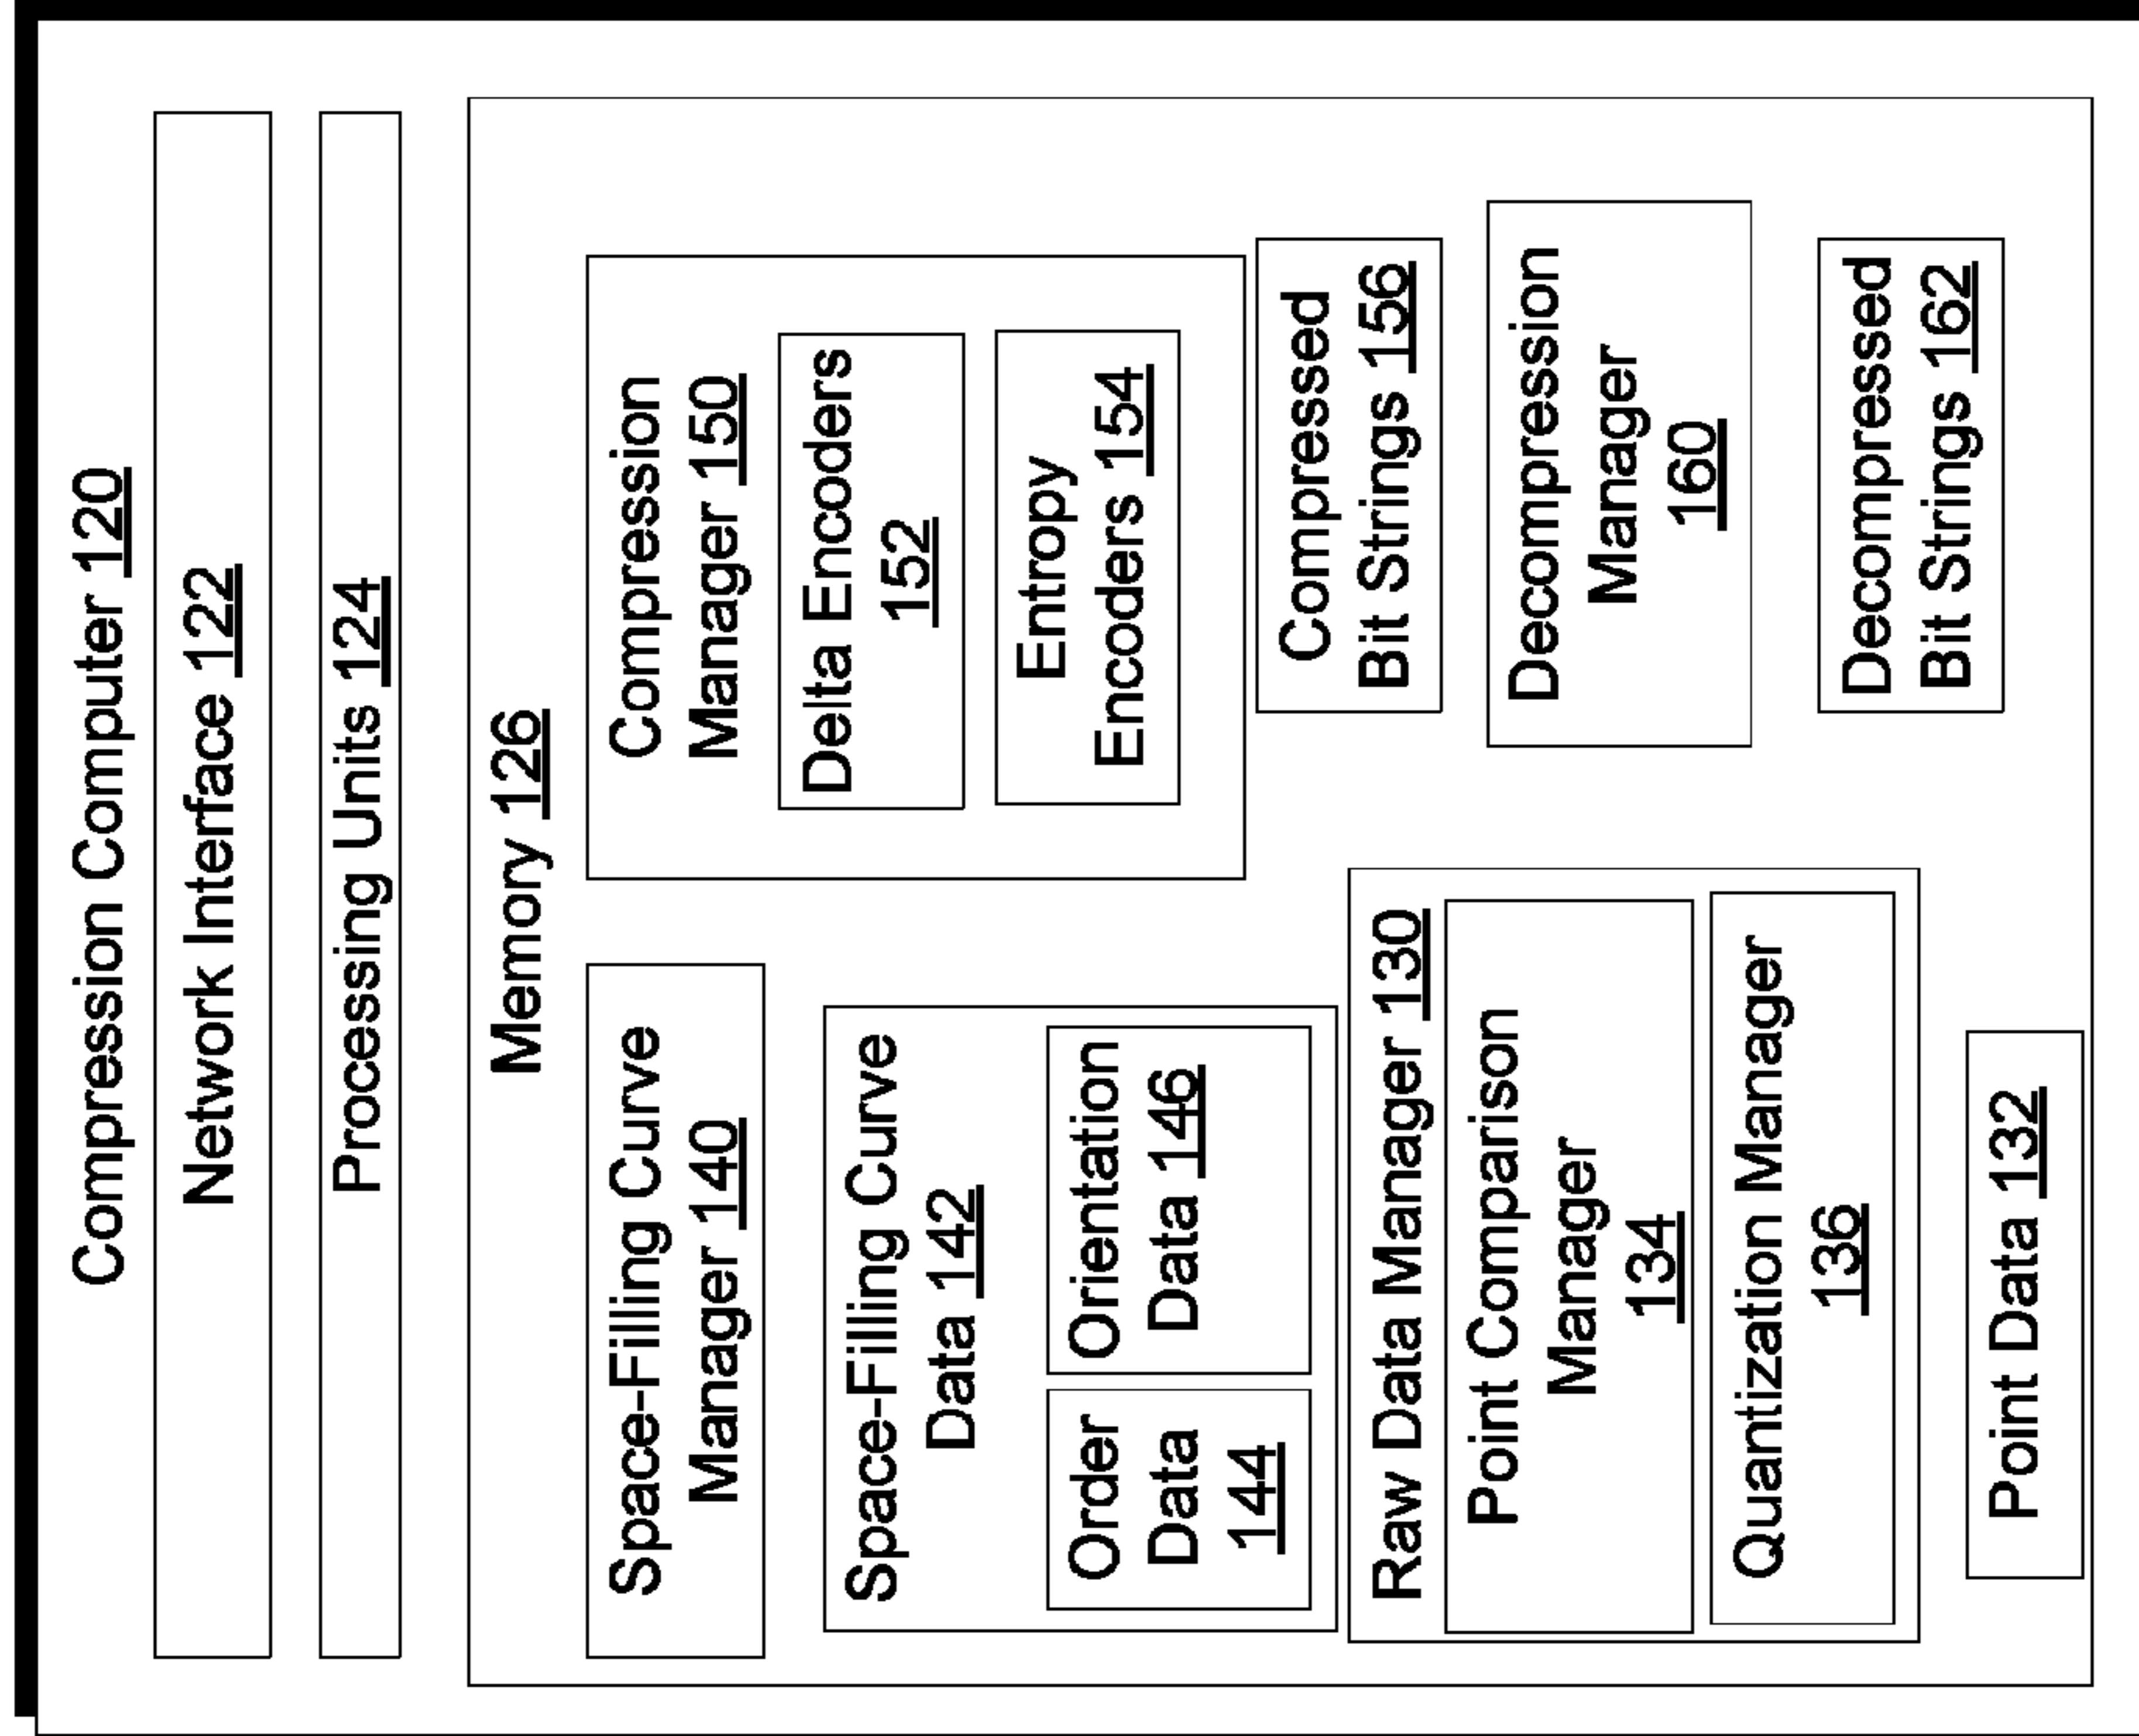 Compression Computer 120
Network Interface 122
Processing Units 124
Memory 126
Space-Filling Curve
Manager 140
Space-Filling Curve
Data 142
Order
Data
144
Orientation
Data 146
Raw Data Manager 130
Point Comparison
Manager
134
Quantization Manager
136
Point Data 132
Compression
Manager 150
Delta Encoders
152
Entropy
Encoders 154
Compressed
Bit Strings 156
Decompression
Manager
160
Decompressed
Bit Strings 162